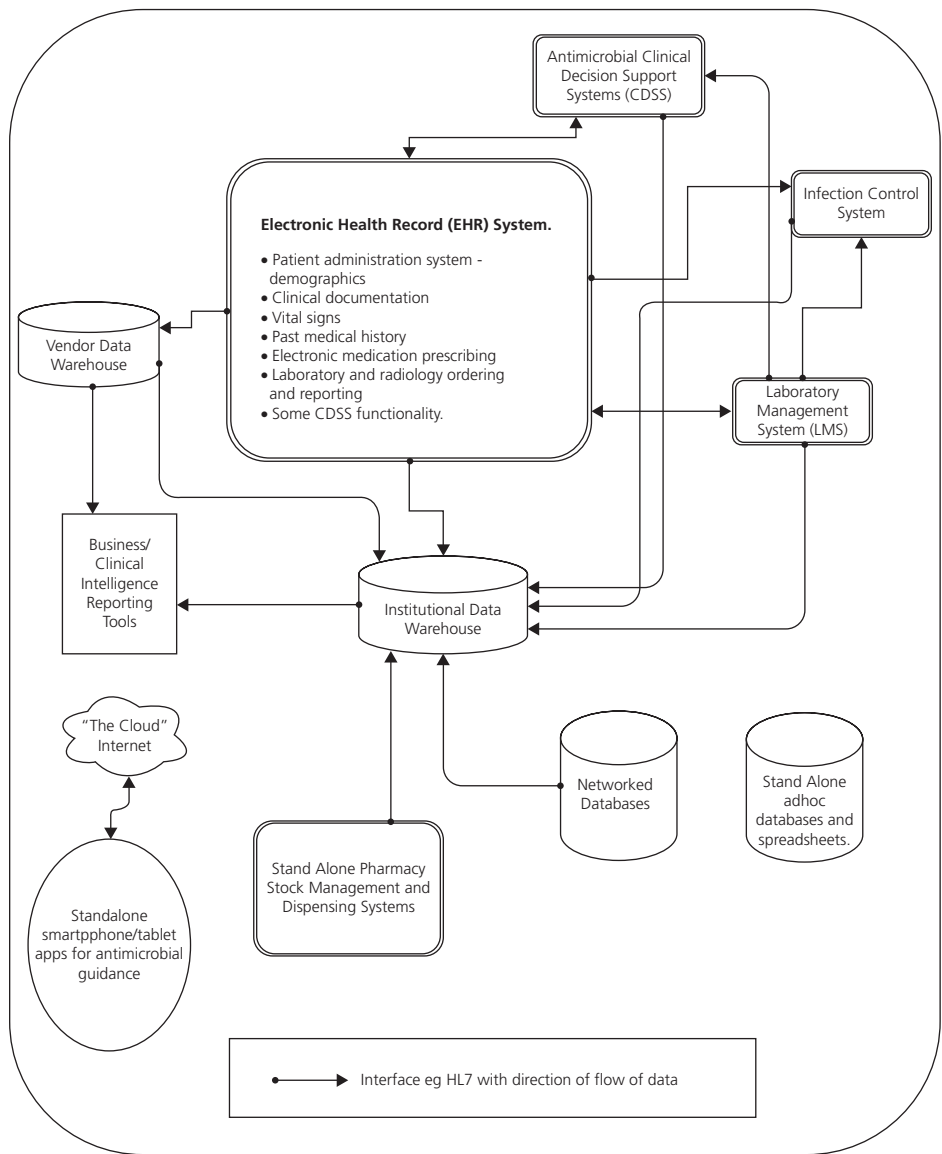 Antimicrobial Clinical
Decision Support
Systems (CDSS)
Infection Control
System
Electronic Health Record (EHR) System.
• Patient administration system -
demographics
• Clinical documentation
• Vital signs
• Past medical history
• Electronic medication prescribing
• Laboratory and radiology ordering
and reporting
• Some CDSS functionality.
Vendor Data
Warehouse
Laboratory
Management
System (LMS)
Business/
Clinical
Intelligence
Reporting
Tools
Institutional Data
Warehouse
"The Cloud"
Internet
Networked
Databases
Stand Alone
adhoc
databases and
spreadsheets.
Stand Alone Pharmacy
Stock Management and
Dispensing Systems
Standalone
smartpphone/tablet
apps for antimicrobial
guidance
Interface eg HL7 with direction of flow of data